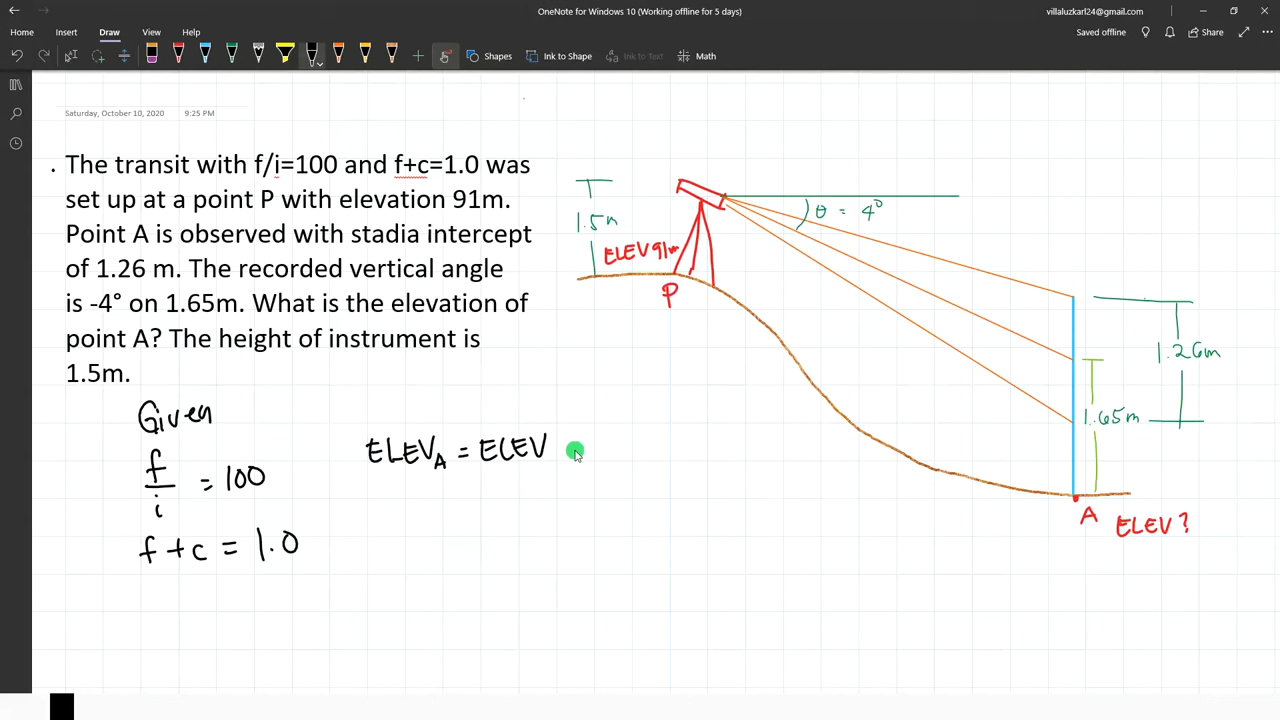 OneNote for Windows 10 (Working offline for 5 days)
villaluzkarl24@gmail.com
Home Insert Draw View Help
Saved offline Share
Shapes Ink to Shape Ink to Text Math
Saturday, October 10, 2020 9:25 PM
. The transit with f/i=100 and f+c=1.0 was
set up at a point P with elevation 91m.
Point A is observed with stadia intercept
of 1.26 m. The recorded vertical angle
is -4° on 1.65m. What is the elevation of
point A? The height of instrument is
1.5m.
Given
f/i = 100
f+c = 1.0
ELEV_A = ELEV
1.5m
ELEV 91m
P
θ = 4°
1.26m
1.65m
A ELEV?